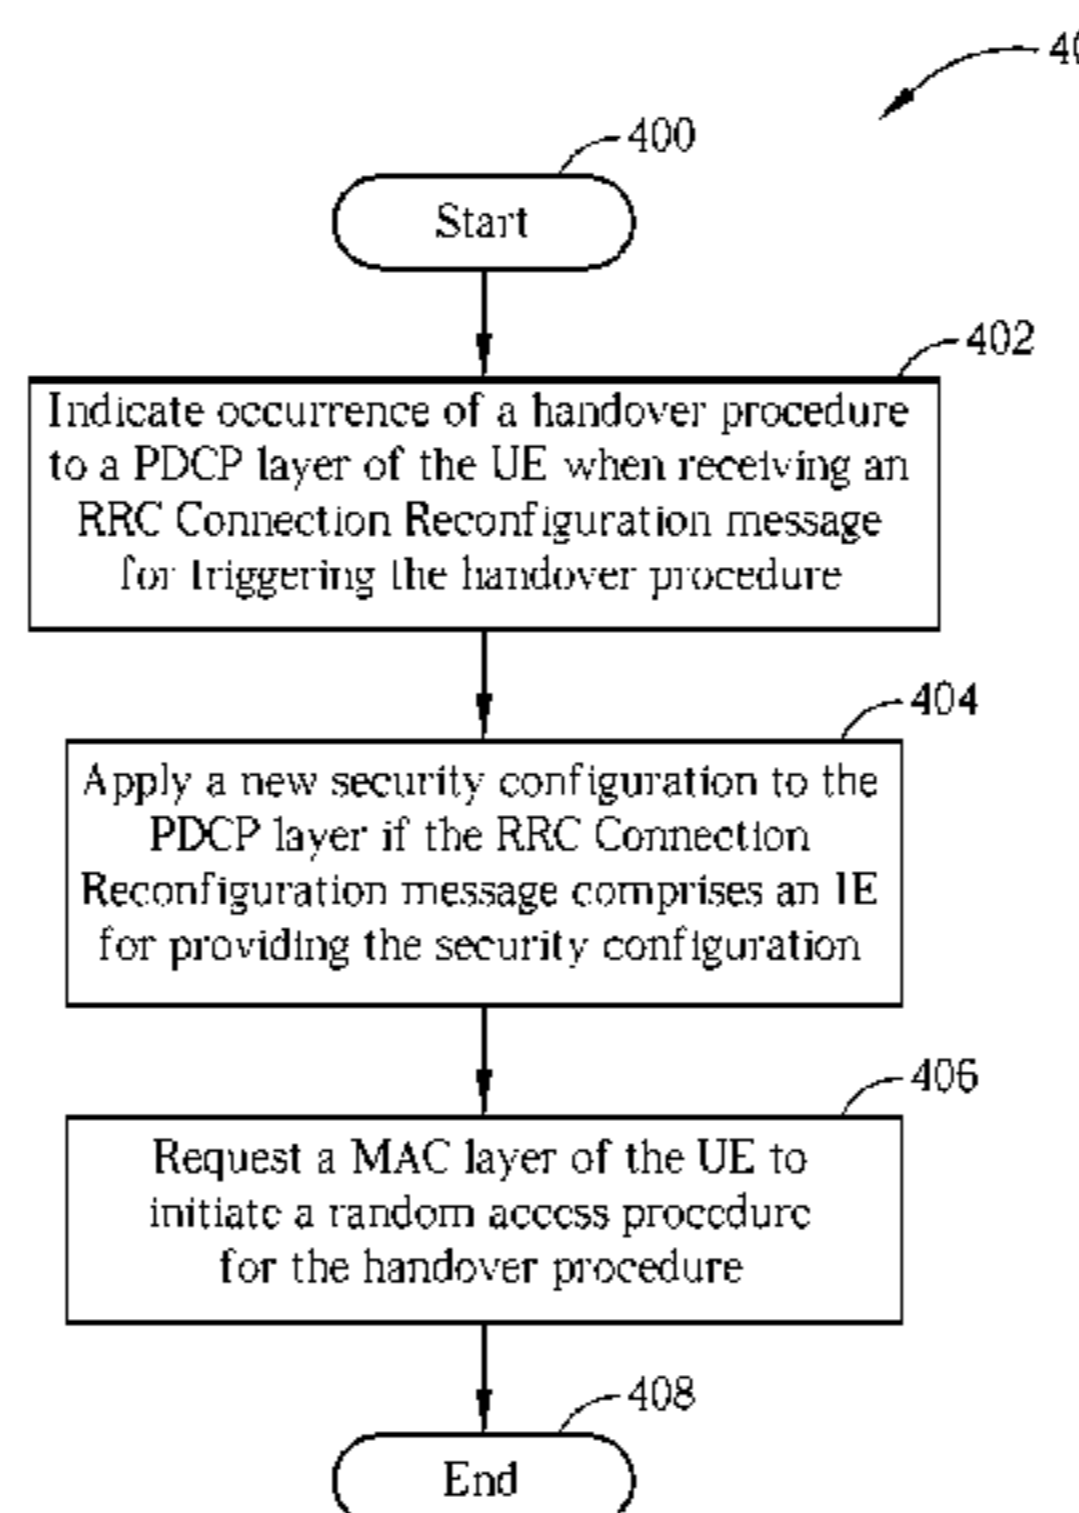 40
400
Start
402
Indicate occurrence of a handover procedure
to a PDCP layer of the UE when receiving an
RRC Connection Reconfiguration message
for triggering the handover procedure
404
Apply a new security configuration to the
PDCP layer if the RRC Connection
Reconfiguration message comprises an IE
for providing the security configuration
406
Request a MAC layer of the UE to
initiate a random access procedure
for the handover procedure
408
End